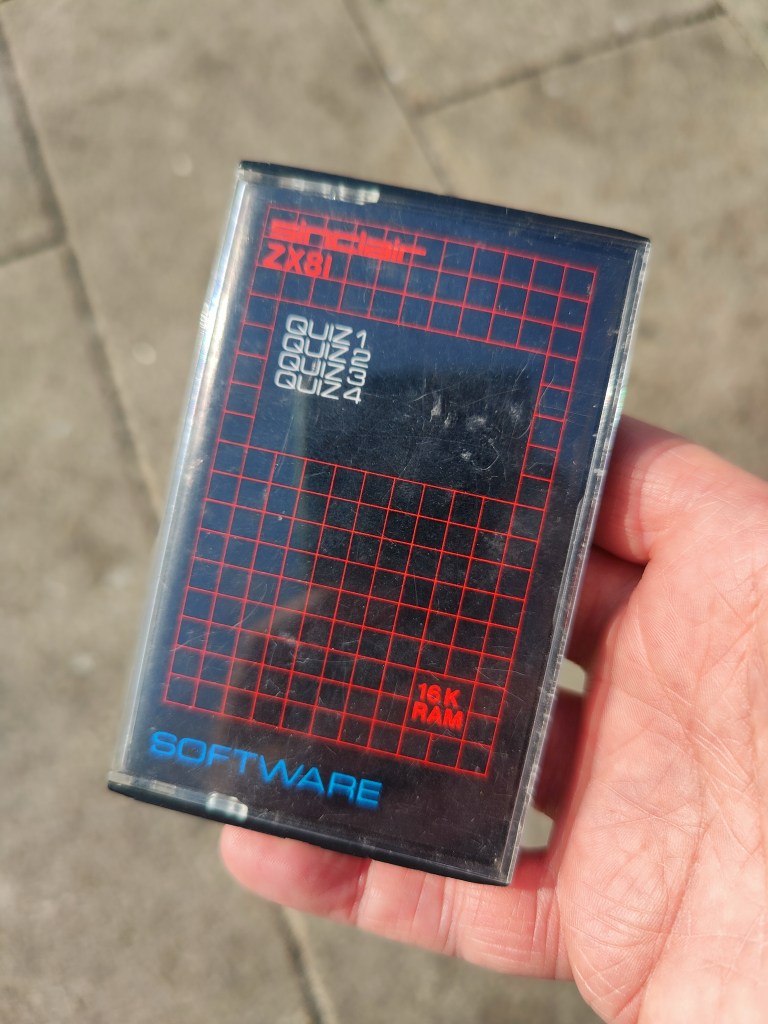 sinclair
ZX81
QUIZ 1
QUIZ 2
QUIZ 3
QUIZ 4
16K
RAM
SOFTWARE